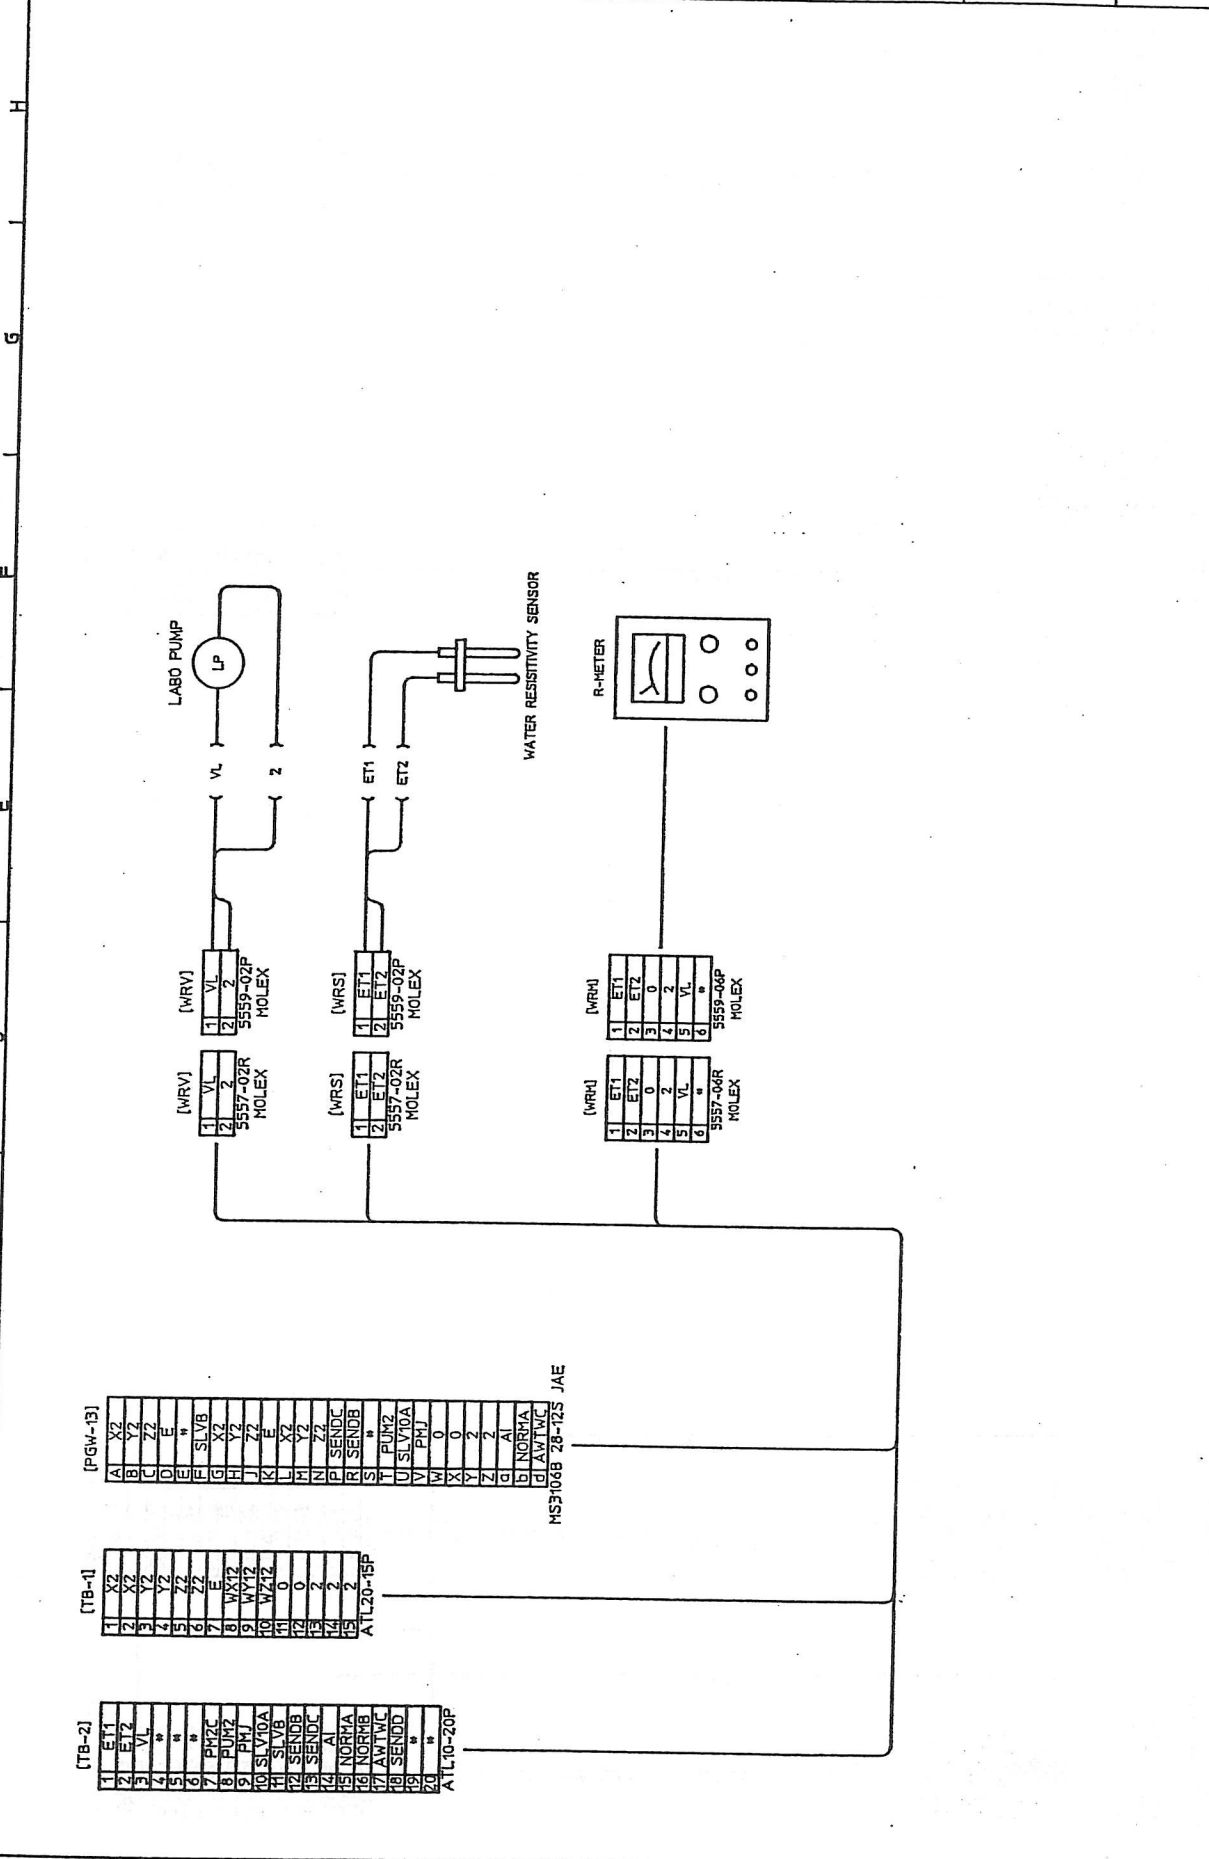 H
G
F
E
[TB-2]
1 ET1
2 ET2
3 VL
4 *
5 *
6 *
7 PM2C
8 PUM2
9 PMJ
10 SLV10A
11 SLVB
12 SENDB
13 SENDC
14 AI
15 NORMA
16 NORMB
17 AWTWC
18 SENDD
19 *
20 *
ATL10-20P
[TB-1]
1 X2
2 X2
3 Y2
4 Y2
5 Z2
6 Z2
7 E
8 WX12
9 WY12
10 WZ12
11 0
12 0
13 2
14 2
15 2
ATL20-15P
[PGW-13]
A X2
B Y2
C Z2
D E
E *
F SLVB
G X2
H Y2
J Z2
K E
L X2
M Y2
N Z2
P SENDC
R SENDB
S *
T PUM2
U SLV10A
V PMJ
W 0
X 0
Y 2
Z 2
a AI
b NORMA
d AWTWC
MS3106B 28-12S JAE
[WRV]
1 VL
2 2
5557-02R
MOLEX
[WRV]
1 VL
2 2
5559-02P
MOLEX
VL
2
LABO PUMP
LP
[WRS]
1 ET1
2 ET2
5557-02R
MOLEX
[WRS]
1 ET1
2 ET2
5559-02P
MOLEX
ET1
ET2
WATER RESISITIVITY SENSOR
[WRM]
1 ET1
2 ET2
3 0
4 2
5 VL
6 *
5557-06R
MOLEX
[WRM]
1 ET1
2 ET2
3 0
4 2
5 VL
6 *
5559-06P
MOLEX
R-METER